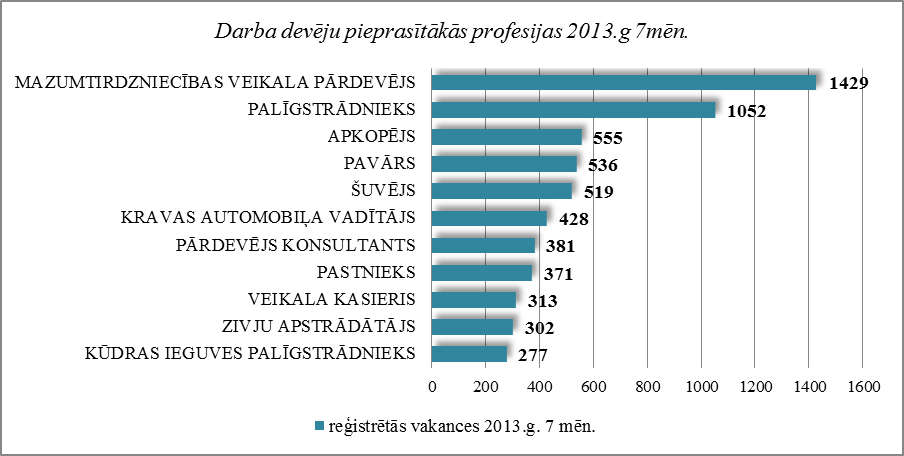 Darba devēju pieprasītākās profesijas 2013.g 7mēn.
MAZUMTIRDZNIECĪBAS VEIKALA PĀRDEVĒJS 1429
PALĪGSTRĀDNIEKS 1052
APKOPĒJS 555
PAVĀRS 536
ŠUVĒJS 519
KRAVAS AUTOMOBIĻA VADĪTĀJS 428
PĀRDEVĒJS KONSULTANTS 381
PASTNIEKS 371
VEIKALA KASIERIS 313
ZIVJU APSTRĀDĀTĀJS 302
KŪDRAS IEGUVES PALĪGSTRĀDNIEKS 277
0 200 400 600 800 1000 1200 1400 1600
reģistrētās vakances 2013.g. 7 mēn.